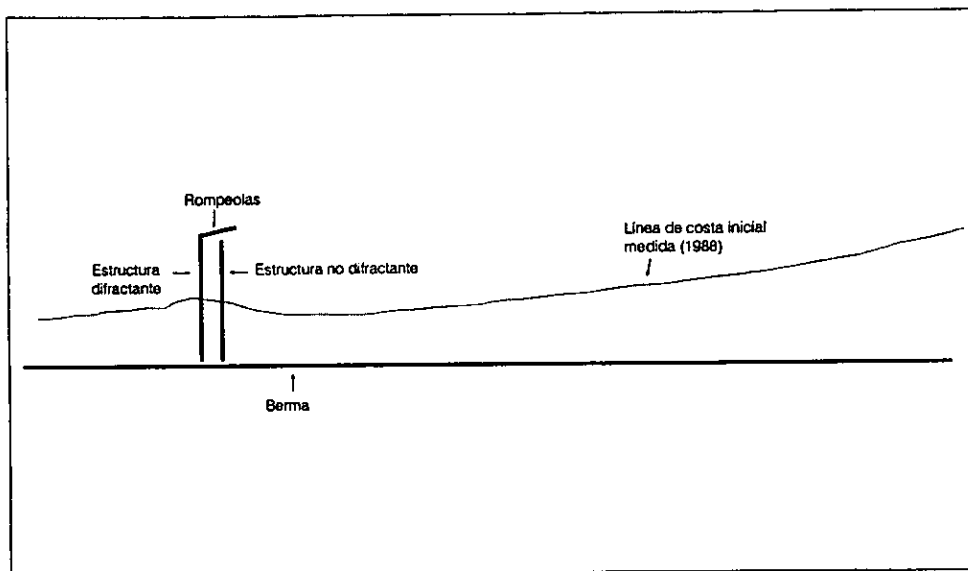 Rompeolas
Línea de costa inicial
medida (1988)
Estructura
difractante
Estructura no difractante
Berma